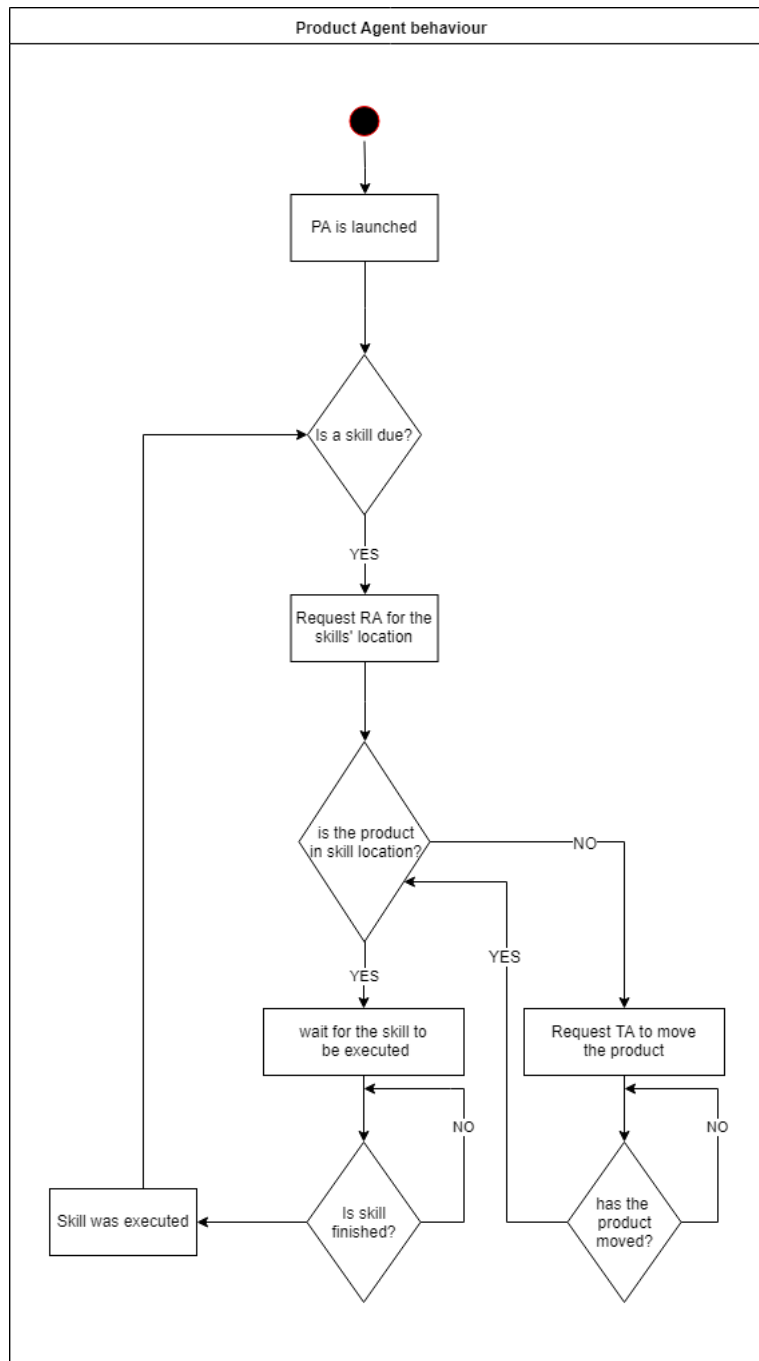 Product Agent behaviour
PA is launched
Is a skill due?
YES
Request RA for the
skills' location
is the product
in skill location?
NO
YES
YES
wait for the skill to
be executed
Request TA to move
the product
NO
NO
Skill was executed
Is skill
finished?
has the
product
moved?